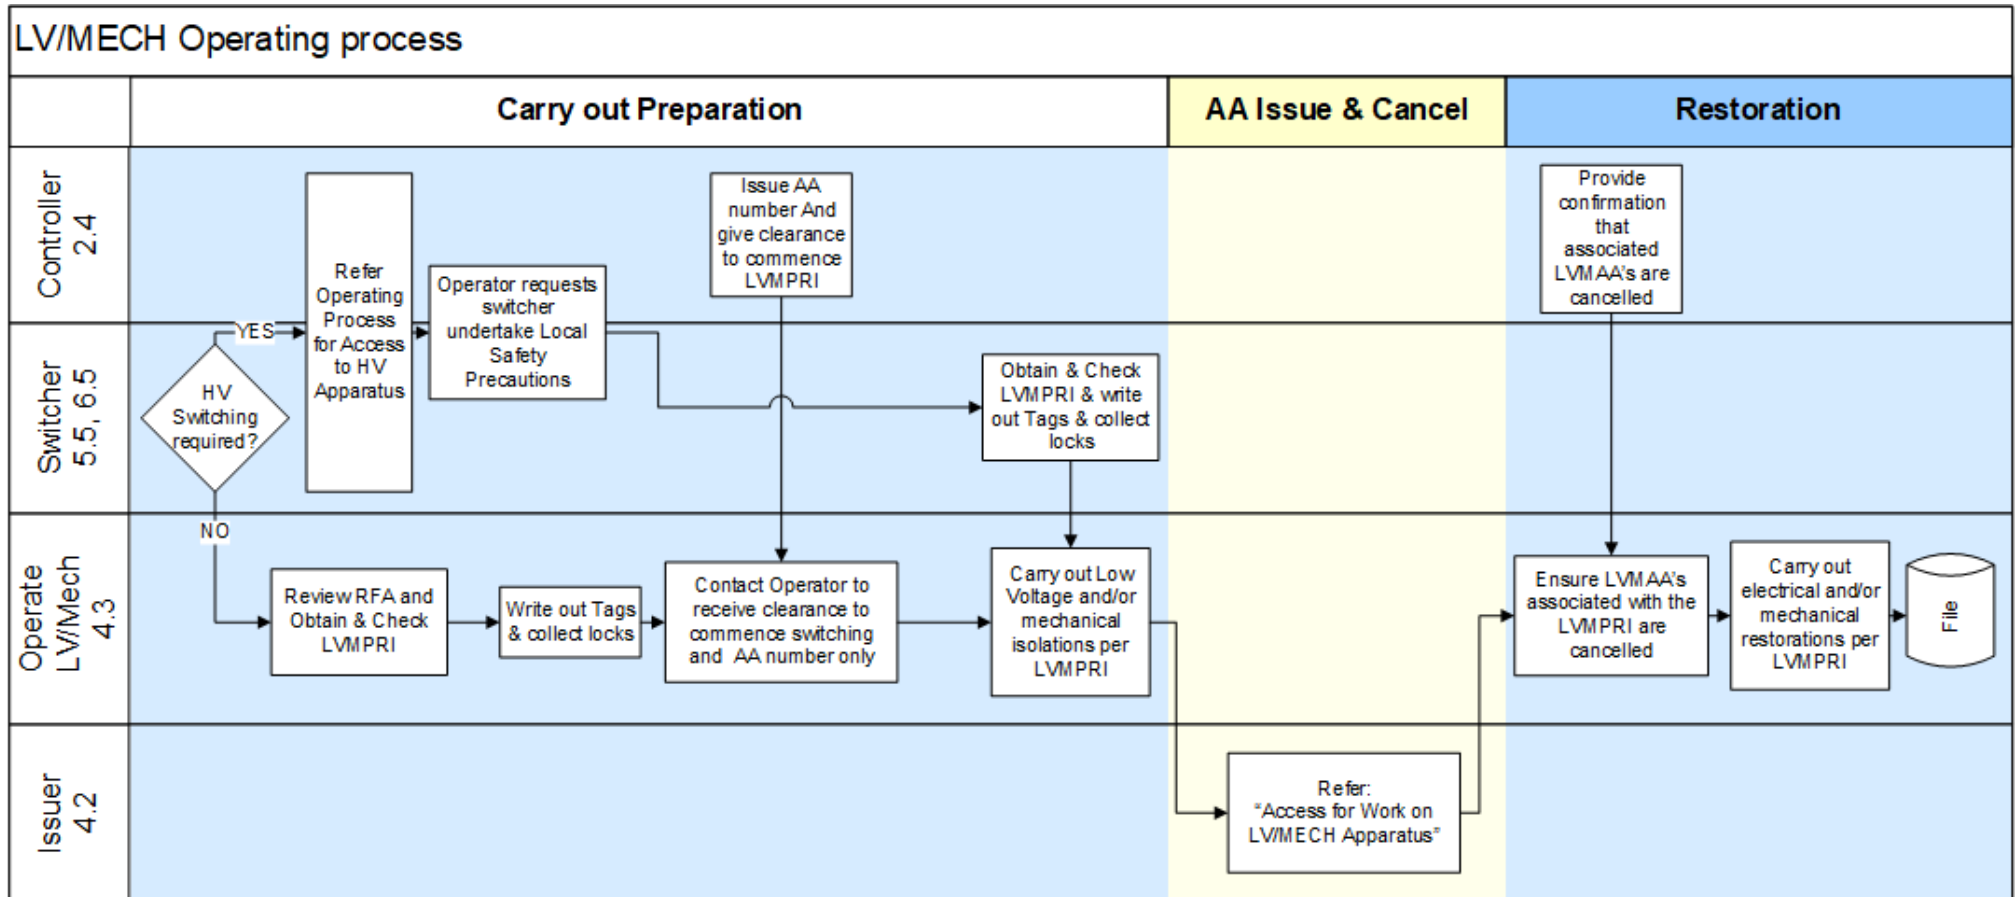 LV/MECH Operating process
Carry out Preparation
AA Issue & Cancel
Restoration
Controller
2.4
Refer
Operating
Process
for Access
to HV
Apparatus
Operator requests
switcher
undertake Local
Safety
Precautions
Issue AA
number And
give clearance
to commence
LVMPRI
Provide
confirmation
that
associated
LVMAA's are
cancelled
Switcher
5.5, 6.5
HV
Switching
required?
YES
NO
Obtain & Check
LVMPRI & write
out Tags & collect
locks
Operate
LV/Mech
4.3
Review RFA and
Obtain & Check
LVMPRI
Write out Tags
& collect locks
Contact Operator to
receive clearance to
commence switching
and AA number only
Carry out Low
Voltage and/or
mechanical
isolations per
LVMPRI
Ensure LVMAA's
associated with the
LVMPRI are
cancelled
Carry out
electrical and/or
mechanical
restorations per
LVMPRI
File
Issuer
4.2
Refer:
“Access for Work on
LV/MECH Apparatus”